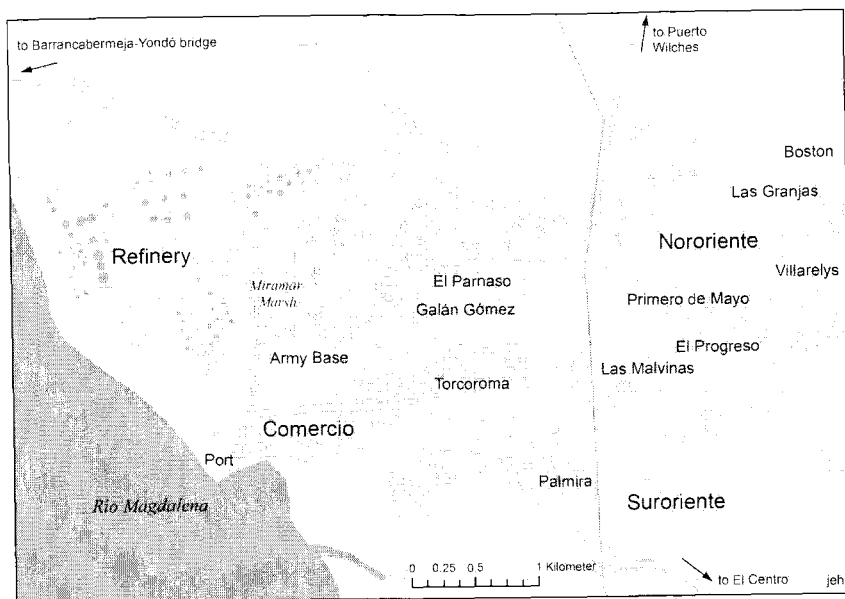 to Barrancabermeja-Yondó bridge
to Puerto
Wilches
Boston
Las Granjas
Nororiente
Refinery
Villarelys
El Parnaso
Miramar
Marsh
Primero de Mayo
Galán Gómez
El Progreso
Army Base
Las Malvinas
Torcoroma
Comercio
Port
Palmira
Río Magdalena
Suroriente
0 0.25 0.5 1 Kilometer
to El Centro
jeh